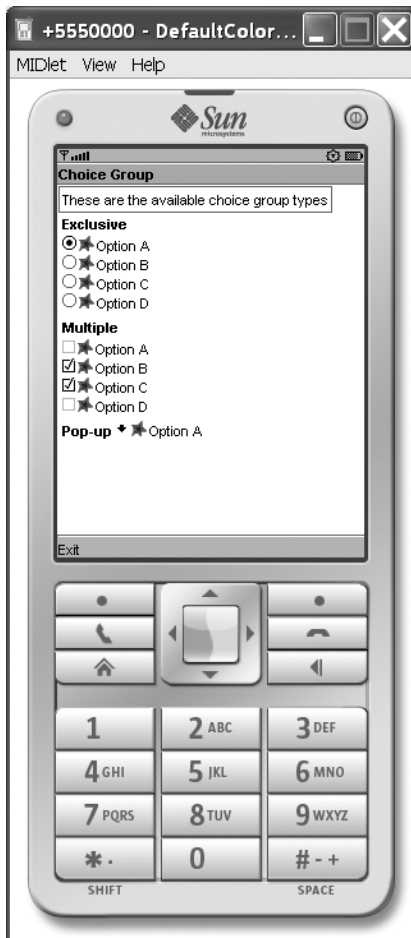 +5550000 - DefaultColor...
MIDlet View Help
Sun
microsystems
Choice Group
These are the available choice group types
Exclusive
Option A
Option B
Option C
Option D
Multiple
Option A
Option B
Option C
Option D
Pop-up Option A
Exit
1 2 ABC 3 DEF
4 GHI 5 JKL 6 MNO
7 PQRS 8 TUV 9 WXYZ
* . 0 # - +
SHIFT SPACE